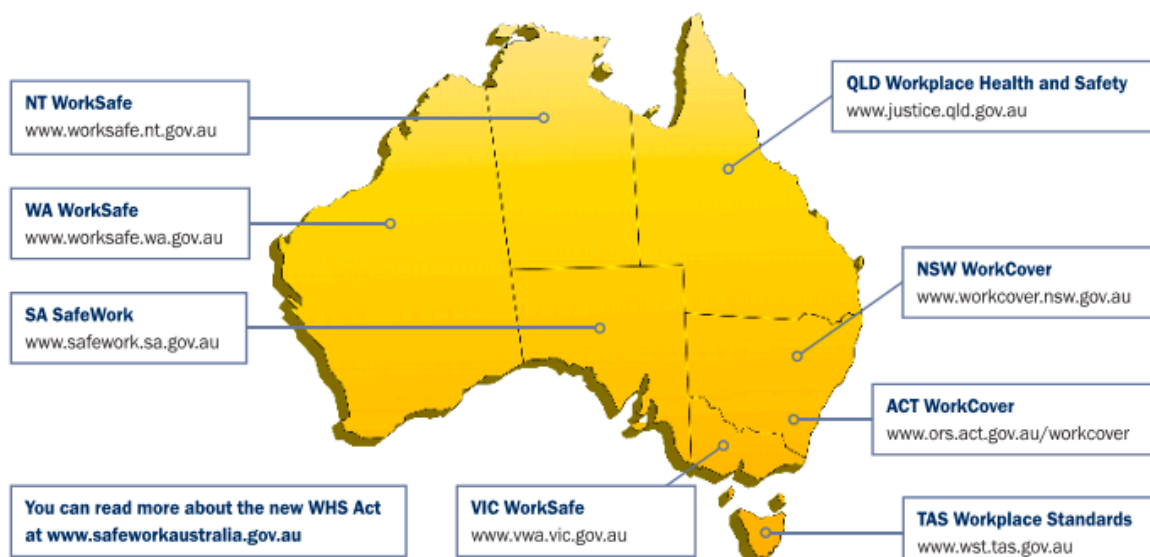 NT WorkSafe
www.worksafe.nt.gov.au
QLD Workplace Health and Safety
www.justice.qld.gov.au
WA WorkSafe
www.worksafe.wa.gov.au
NSW WorkCover
www.workcover.nsw.gov.au
SA SafeWork
www.safework.sa.gov.au
ACT WorkCover
www.ors.act.gov.au/workcover
You can read more about the new WHS Act
at www.safeworkaustralia.gov.au
VIC WorkSafe
www.vwa.vic.gov.au
TAS Workplace Standards
www.wst.tas.gov.au